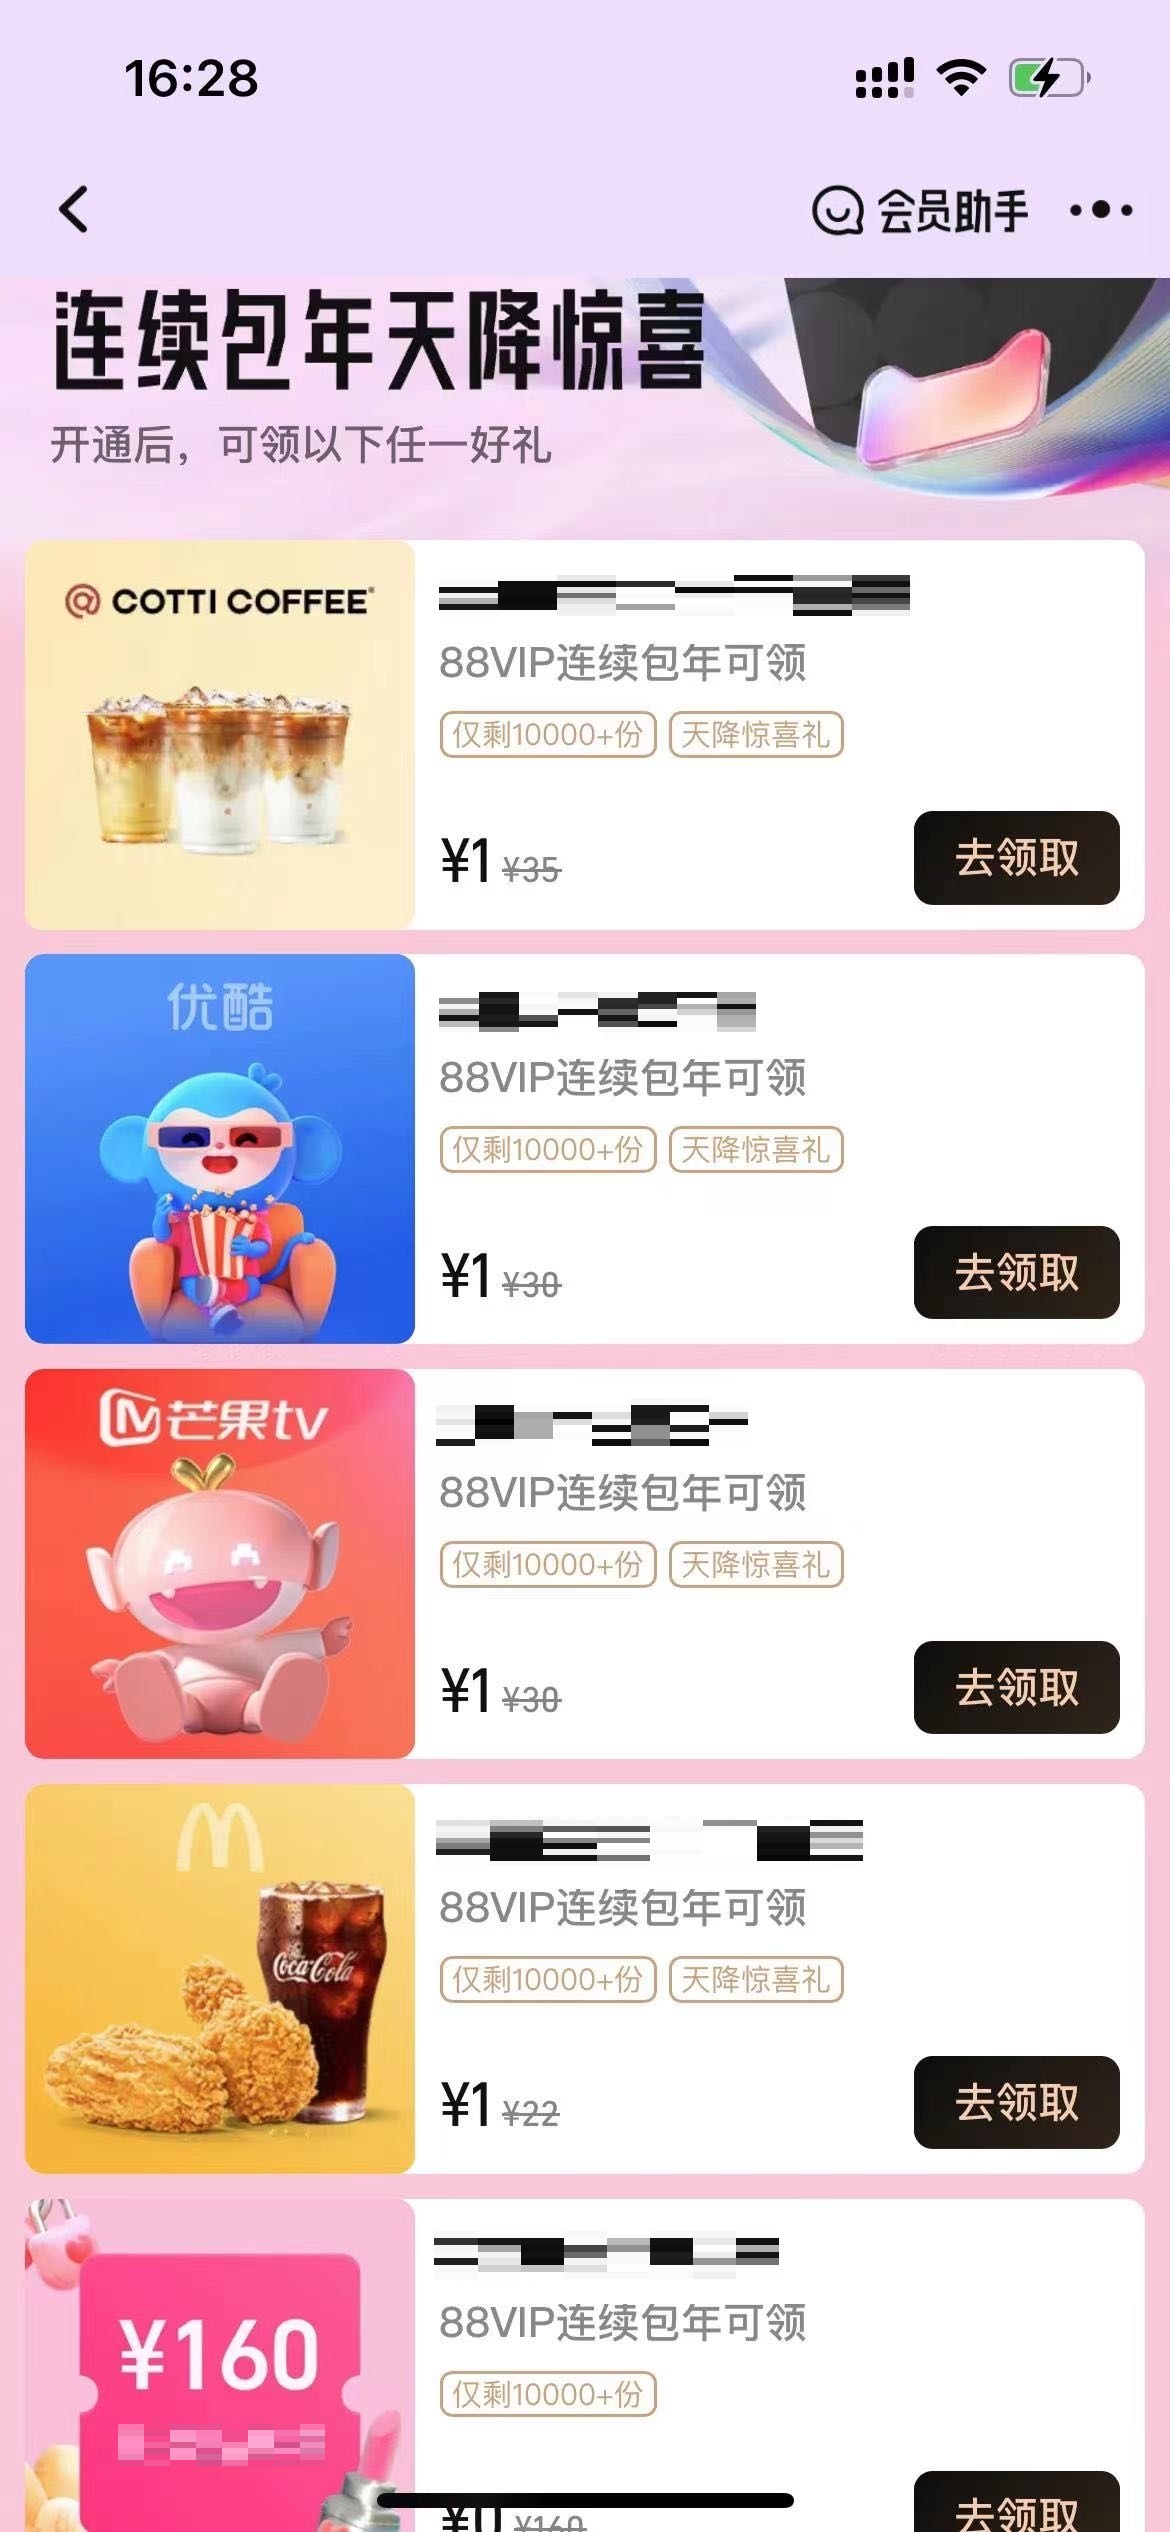 16:28
会员助手
连续包年天降惊喜
开通后，可领以下任一好礼
COTTI COFFEE
88VIP连续包年可领
仅剩10000+份 天降惊喜礼
¥1 ¥35 去领取
优酷
88VIP连续包年可领
仅剩10000+份 天降惊喜礼
¥1 ¥30 去领取
芒果tv
88VIP连续包年可领
仅剩10000+份 天降惊喜礼
¥1 ¥30 去领取
88VIP连续包年可领
Coca-Cola
仅剩10000+份 天降惊喜礼
¥1 ¥22 去领取
88VIP连续包年可领
¥160
仅剩10000+份
¥0 ¥160 去领取